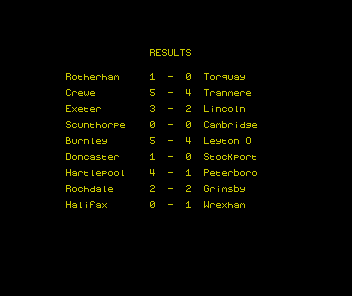 RESULTS
Rotherham 1 - 0 Torquay
Crewe 5 - 4 Tranmere
Exeter 3 - 2 Lincoln
Scunthorpe 0 - 0 Cambridge
Burnley 5 - 4 Leyton O
Doncaster 1 - 0 Stockport
Hartlepool 4 - 1 Peterboro
Rochdale 2 - 2 Grimsby
Halifax 0 - 1 Wrexham